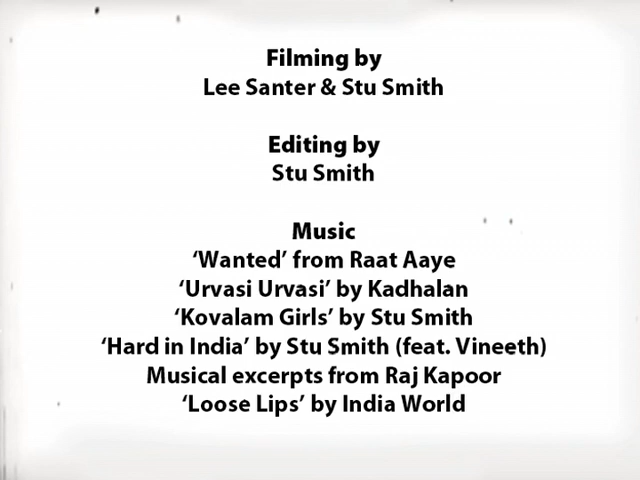 Filming by
Lee Santer & Stu Smith
Editing by
Stu Smith
Music
‘Wanted’ from Raat Aaye
‘Urvasi Urvasi’ by Kadhalan
‘Kovalam Girls’ by Stu Smith
‘Hard in India’ by Stu Smith (feat. Vineeth)
Musical excerpts from Raj Kapoor
‘Loose Lips’ by India World